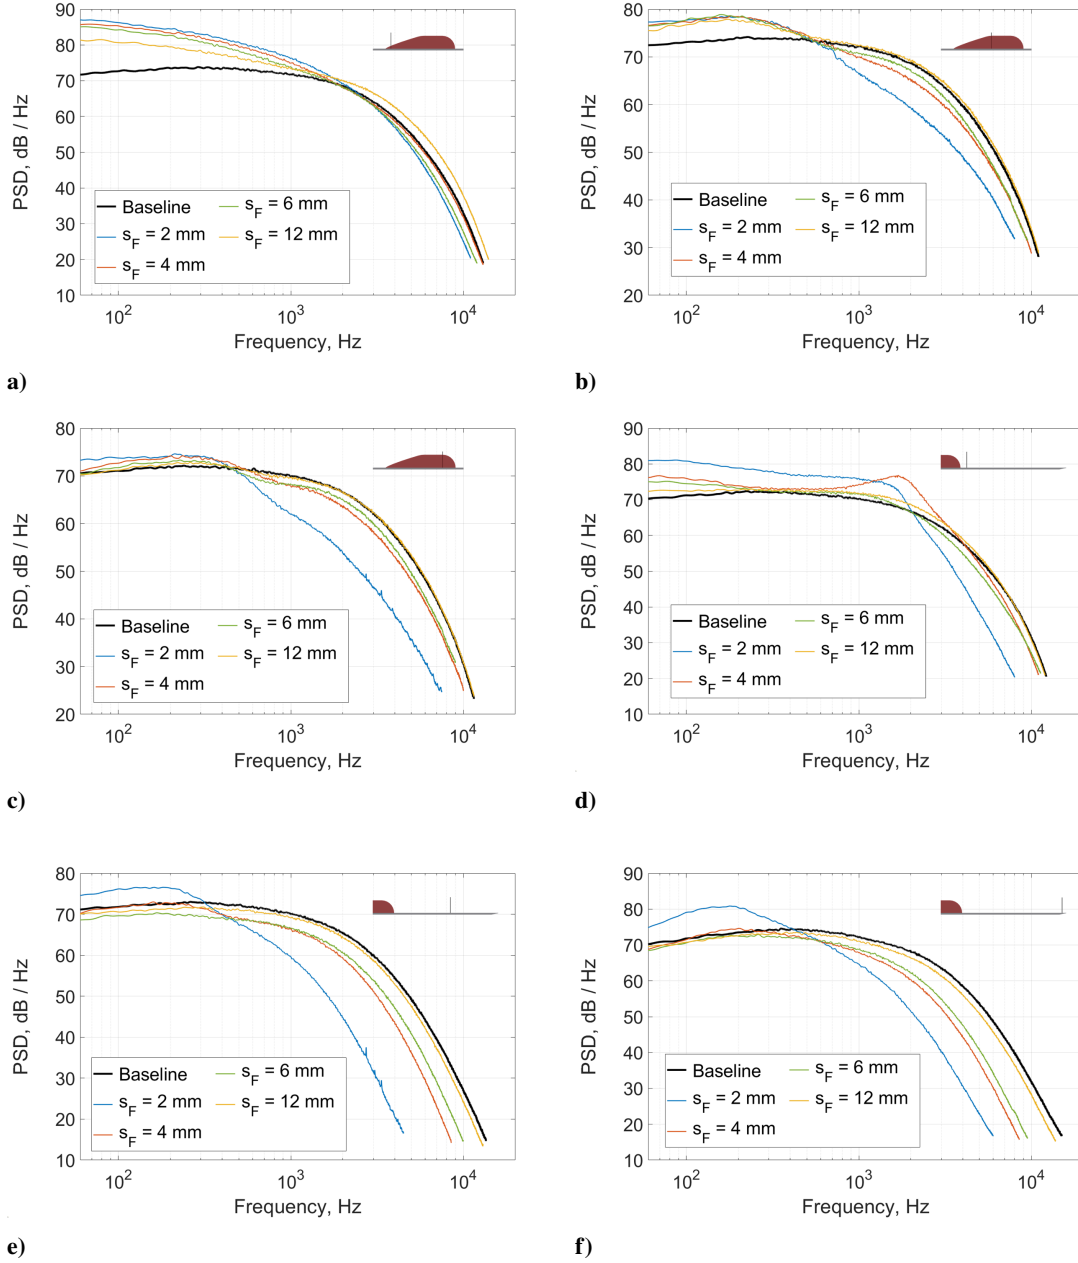 90
80
70
60
50
40
30
20
10
PSD, dB / Hz
Baseline
s_F = 2 mm
s_F = 4 mm
s_F = 6 mm
s_F = 12 mm
10^2 10^3 10^4
Frequency, Hz
a)
80
70
60
50
40
30
20
PSD, dB / Hz
Baseline
s_F = 2 mm
s_F = 4 mm
s_F = 6 mm
s_F = 12 mm
10^2 10^3 10^4
Frequency, Hz
b)
80
70
60
50
40
30
20
PSD, dB / Hz
Baseline
s_F = 2 mm
s_F = 4 mm
s_F = 6 mm
s_F = 12 mm
10^2 10^3 10^4
Frequency, Hz
c)
90
80
70
60
50
40
30
20
10
PSD, dB / Hz
Baseline
s_F = 2 mm
s_F = 4 mm
s_F = 6 mm
s_F = 12 mm
10^2 10^3 10^4
Frequency, Hz
d)
80
70
60
50
40
30
20
10
PSD, dB / Hz
Baseline
s_F = 2 mm
s_F = 4 mm
s_F = 6 mm
s_F = 12 mm
10^2 10^3 10^4
Frequency, Hz
e)
90
80
70
60
50
40
30
20
10
PSD, dB / Hz
Baseline
s_F = 2 mm
s_F = 4 mm
s_F = 6 mm
s_F = 12 mm
10^2 10^3 10^4
Frequency, Hz
f)